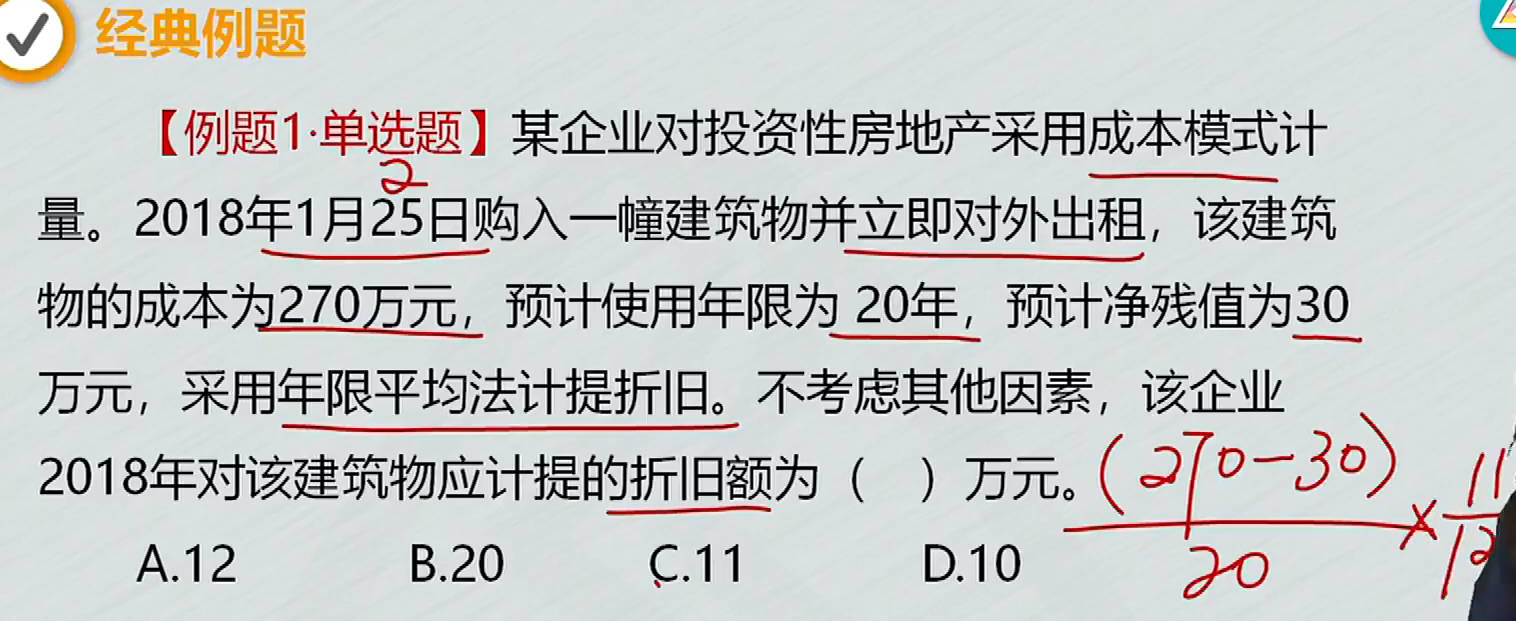 经典例题
【例题1·单选题】某企业对投资性房地产采用成本模式计
2
量。2018年1月25日购入一幢建筑物并立即对外出租，该建筑
物的成本为270万元，预计使用年限为 20年，预计净残值为30
万元，采用年限平均法计提折旧。不考虑其他因素，该企业
2018年对该建筑物应计提的折旧额为（ ）万元。
A.12 B.20 C.11 D.10
(270-30)
20
×
11
12